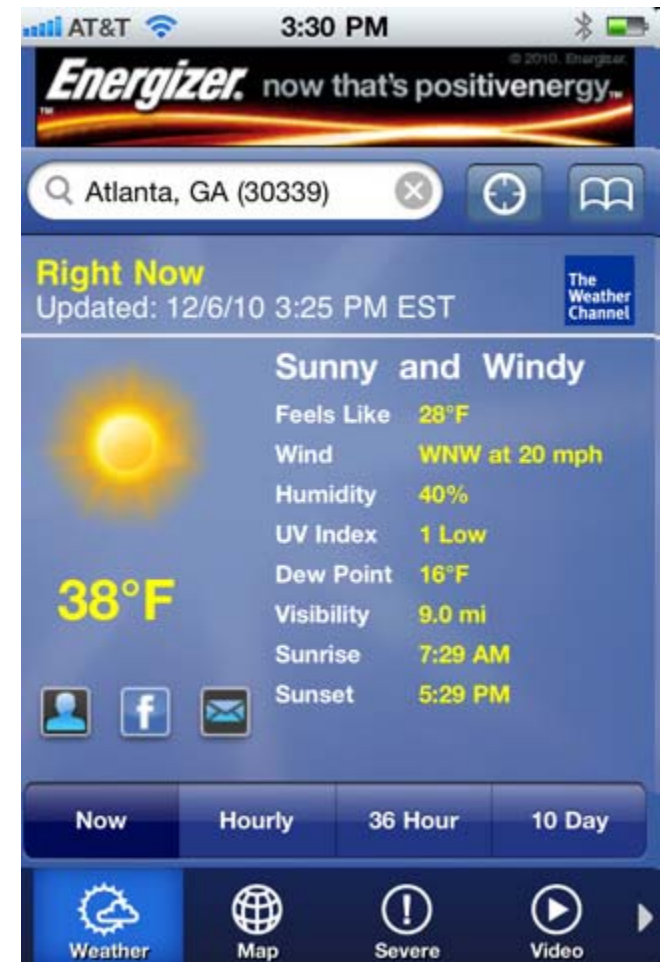 AT&T 3:30 PM
© 2010. Energizer.
Energizer. now that's positivenergy™
TM
Atlanta, GA (30339)
Right Now
Updated: 12/6/10 3:25 PM EST
The
Weather
Channel
Sunny and Windy
Feels Like 28°F
Wind WNW at 20 mph
Humidity 40%
UV Index 1 Low
Dew Point 16°F
38°F
Visibility 9.0 mi
Sunrise 7:29 AM
Sunset 5:29 PM
f
Now Hourly 36 Hour 10 Day
Weather Map Severe Video